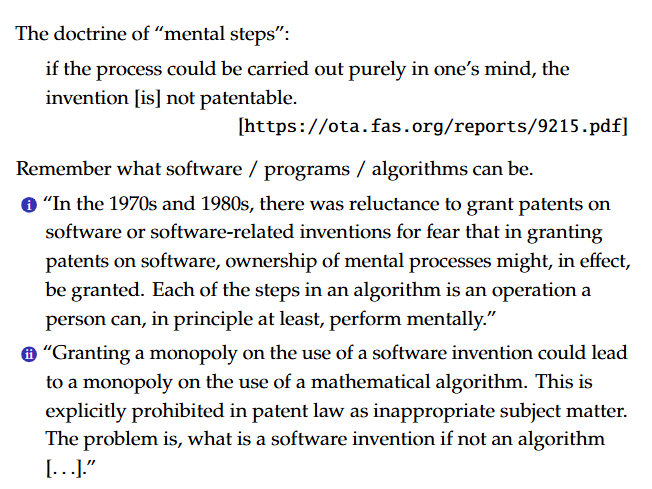 The doctrine of “mental steps”:
if the process could be carried out purely in one’s mind, the
invention [is] not patentable.
[https://ota.fas.org/reports/9215.pdf]
Remember what software / programs / algorithms can be.
i “In the 1970s and 1980s, there was reluctance to grant patents on
software or software-related inventions for fear that in granting
patents on software, ownership of mental processes might, in effect,
be granted. Each of the steps in an algorithm is an operation a
person can, in principle at least, perform mentally.”
ii “Granting a monopoly on the use of a software invention could lead
to a monopoly on the use of a mathematical algorithm. This is
explicitly prohibited in patent law as inappropriate subject matter.
The problem is, what is a software invention if not an algorithm
[. . .].”